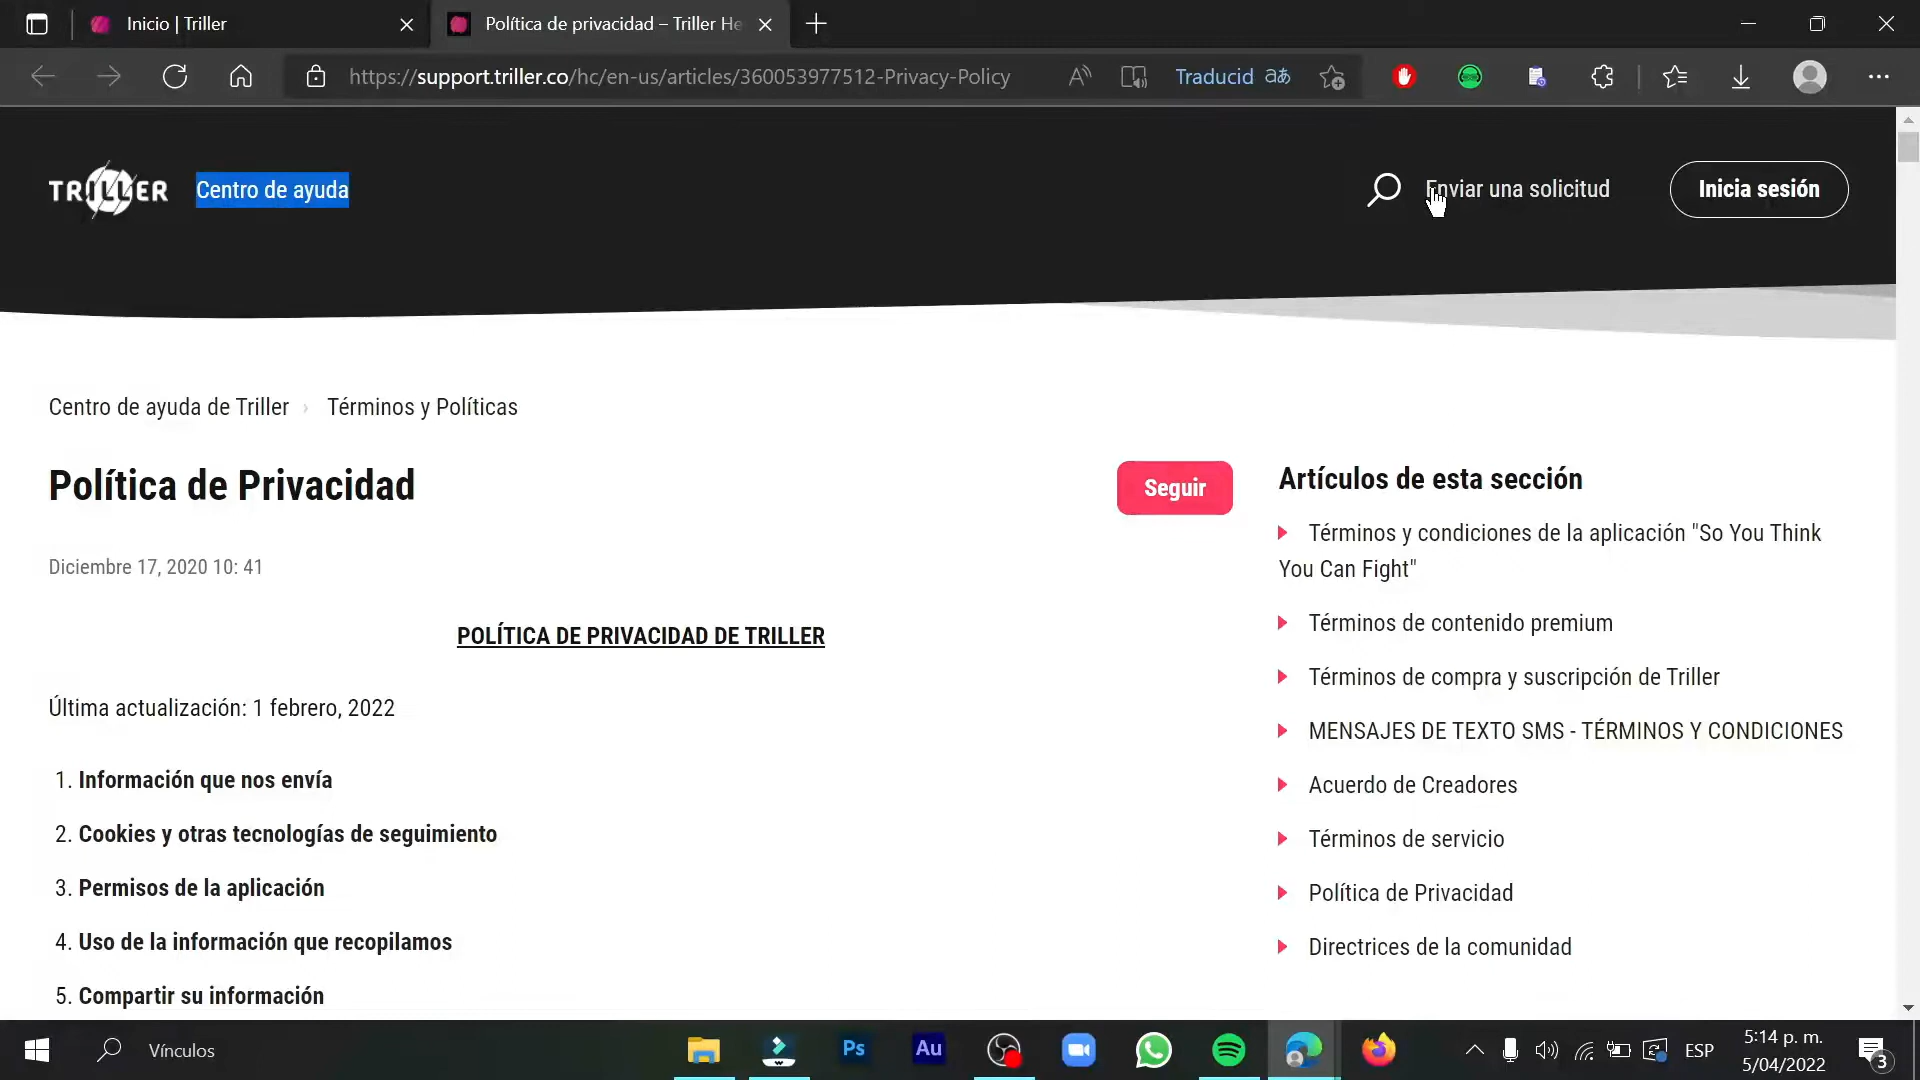 Inicio | Triller
Política de privacidad – Triller He
https://support.triller.co/hc/en-us/articles/360053977512-Privacy-Policy
Traducid
TRILLER
Centro de ayuda
Enviar una solicitud
Inicia sesión
Centro de ayuda de Triller
Términos y Políticas
Política de Privacidad
Seguir
Diciembre 17, 2020 10: 41
POLÍTICA DE PRIVACIDAD DE TRILLER
Última actualización: 1 febrero, 2022
1. Información que nos envía
2. Cookies y otras tecnologías de seguimiento
3. Permisos de la aplicación
4. Uso de la información que recopilamos
5. Compartir su información
Artículos de esta sección
Términos y condiciones de la aplicación "So You Think
You Can Fight"
Términos de contenido premium
Términos de compra y suscripción de Triller
MENSAJES DE TEXTO SMS - TÉRMINOS Y CONDICIONES
Acuerdo de Creadores
Términos de servicio
Política de Privacidad
Directrices de la comunidad
Vínculos
Ps
Au
ESP
5:14 p. m.
5/04/2022
3